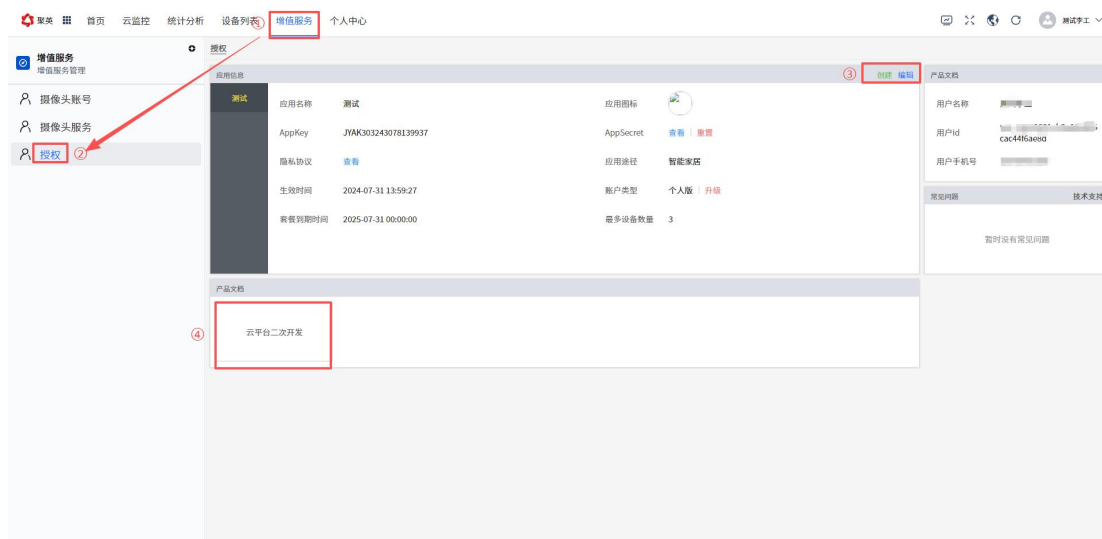 聚英 首页 云监控 统计分析 设备列表 ① 增值服务 个人中心 测试李工
增值服务
增值服务管理
摄像头账号
摄像头服务
授权 ②
授权
应用信息 ③ 创建 编辑
测试
应用名称 测试 应用图标
AppKey JYAK303243078139937 AppSecret 查看 重置
隐私协议 查看 应用途径 智能家居
生效时间 2024-07-31 13:59:27 账户类型 个人版 升级
套餐到期时间 2025-07-31 00:00:00 最多设备数量 3
产品文档
④ 云平台二次开发
产品文档
用户名称
用户id
cac44f6ae8d
用户手机号
常见问题 技术支持
暂时没有常见问题